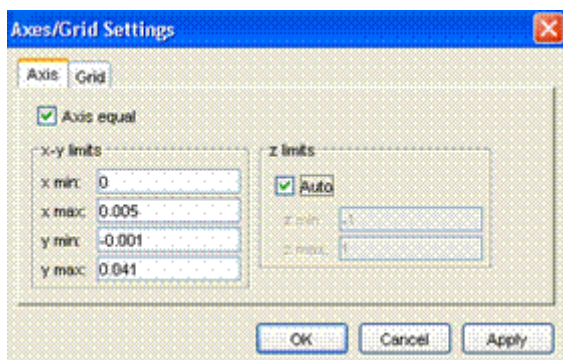 Axes/Grid Settings
Axis Grid
Axis equal
x-y limits
x min: 0
x max: 0.005
y min: -0.001
y max: 0.041
z limits
Auto
z min: -1
z max: 1
OK Cancel Apply